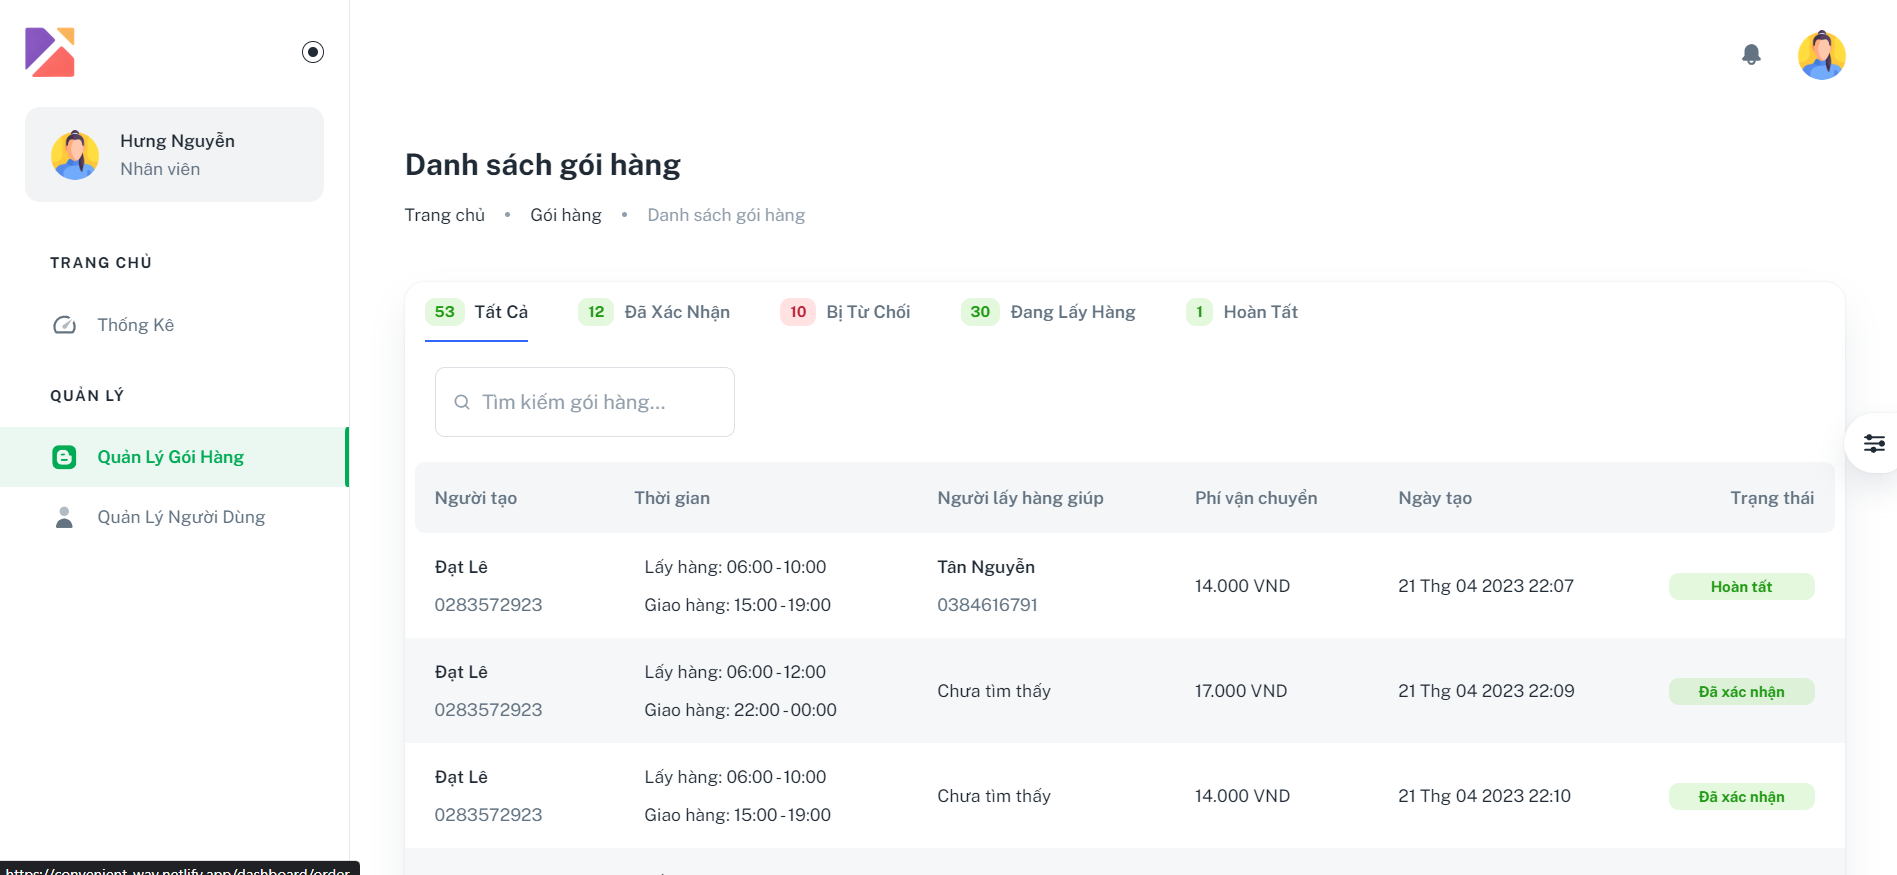 Hưng Nguyễn
Nhân viên
TRANG CHỦ
Thống Kê
QUẢN LÝ
Quản Lý Gói Hàng
Quản Lý Người Dùng
https://convenient-way.netlify.app/dashboard/order
Danh sách gói hàng
Trang chủ • Gói hàng • Danh sách gói hàng
53 Tất Cả 12 Đã Xác Nhận 10 Bị Từ Chối 30 Đang Lấy Hàng 1 Hoàn Tất
Tìm kiếm gói hàng...
Người tạo Thời gian Người lấy hàng giúp Phí vận chuyển Ngày tạo Trạng thái
Đạt Lê Lấy hàng: 06:00 - 10:00 Tân Nguyễn
14.000 VND 21 Thg 04 2023 22:07 Hoàn tất
0283572923 Giao hàng: 15:00 - 19:00 0384616791
Đạt Lê Lấy hàng: 06:00 - 12:00
Chưa tìm thấy 17.000 VND 21 Thg 04 2023 22:09 Đã xác nhận
0283572923 Giao hàng: 22:00 - 00:00
Đạt Lê Lấy hàng: 06:00 - 10:00
Chưa tìm thấy 14.000 VND 21 Thg 04 2023 22:10 Đã xác nhận
0283572923 Giao hàng: 15:00 - 19:00